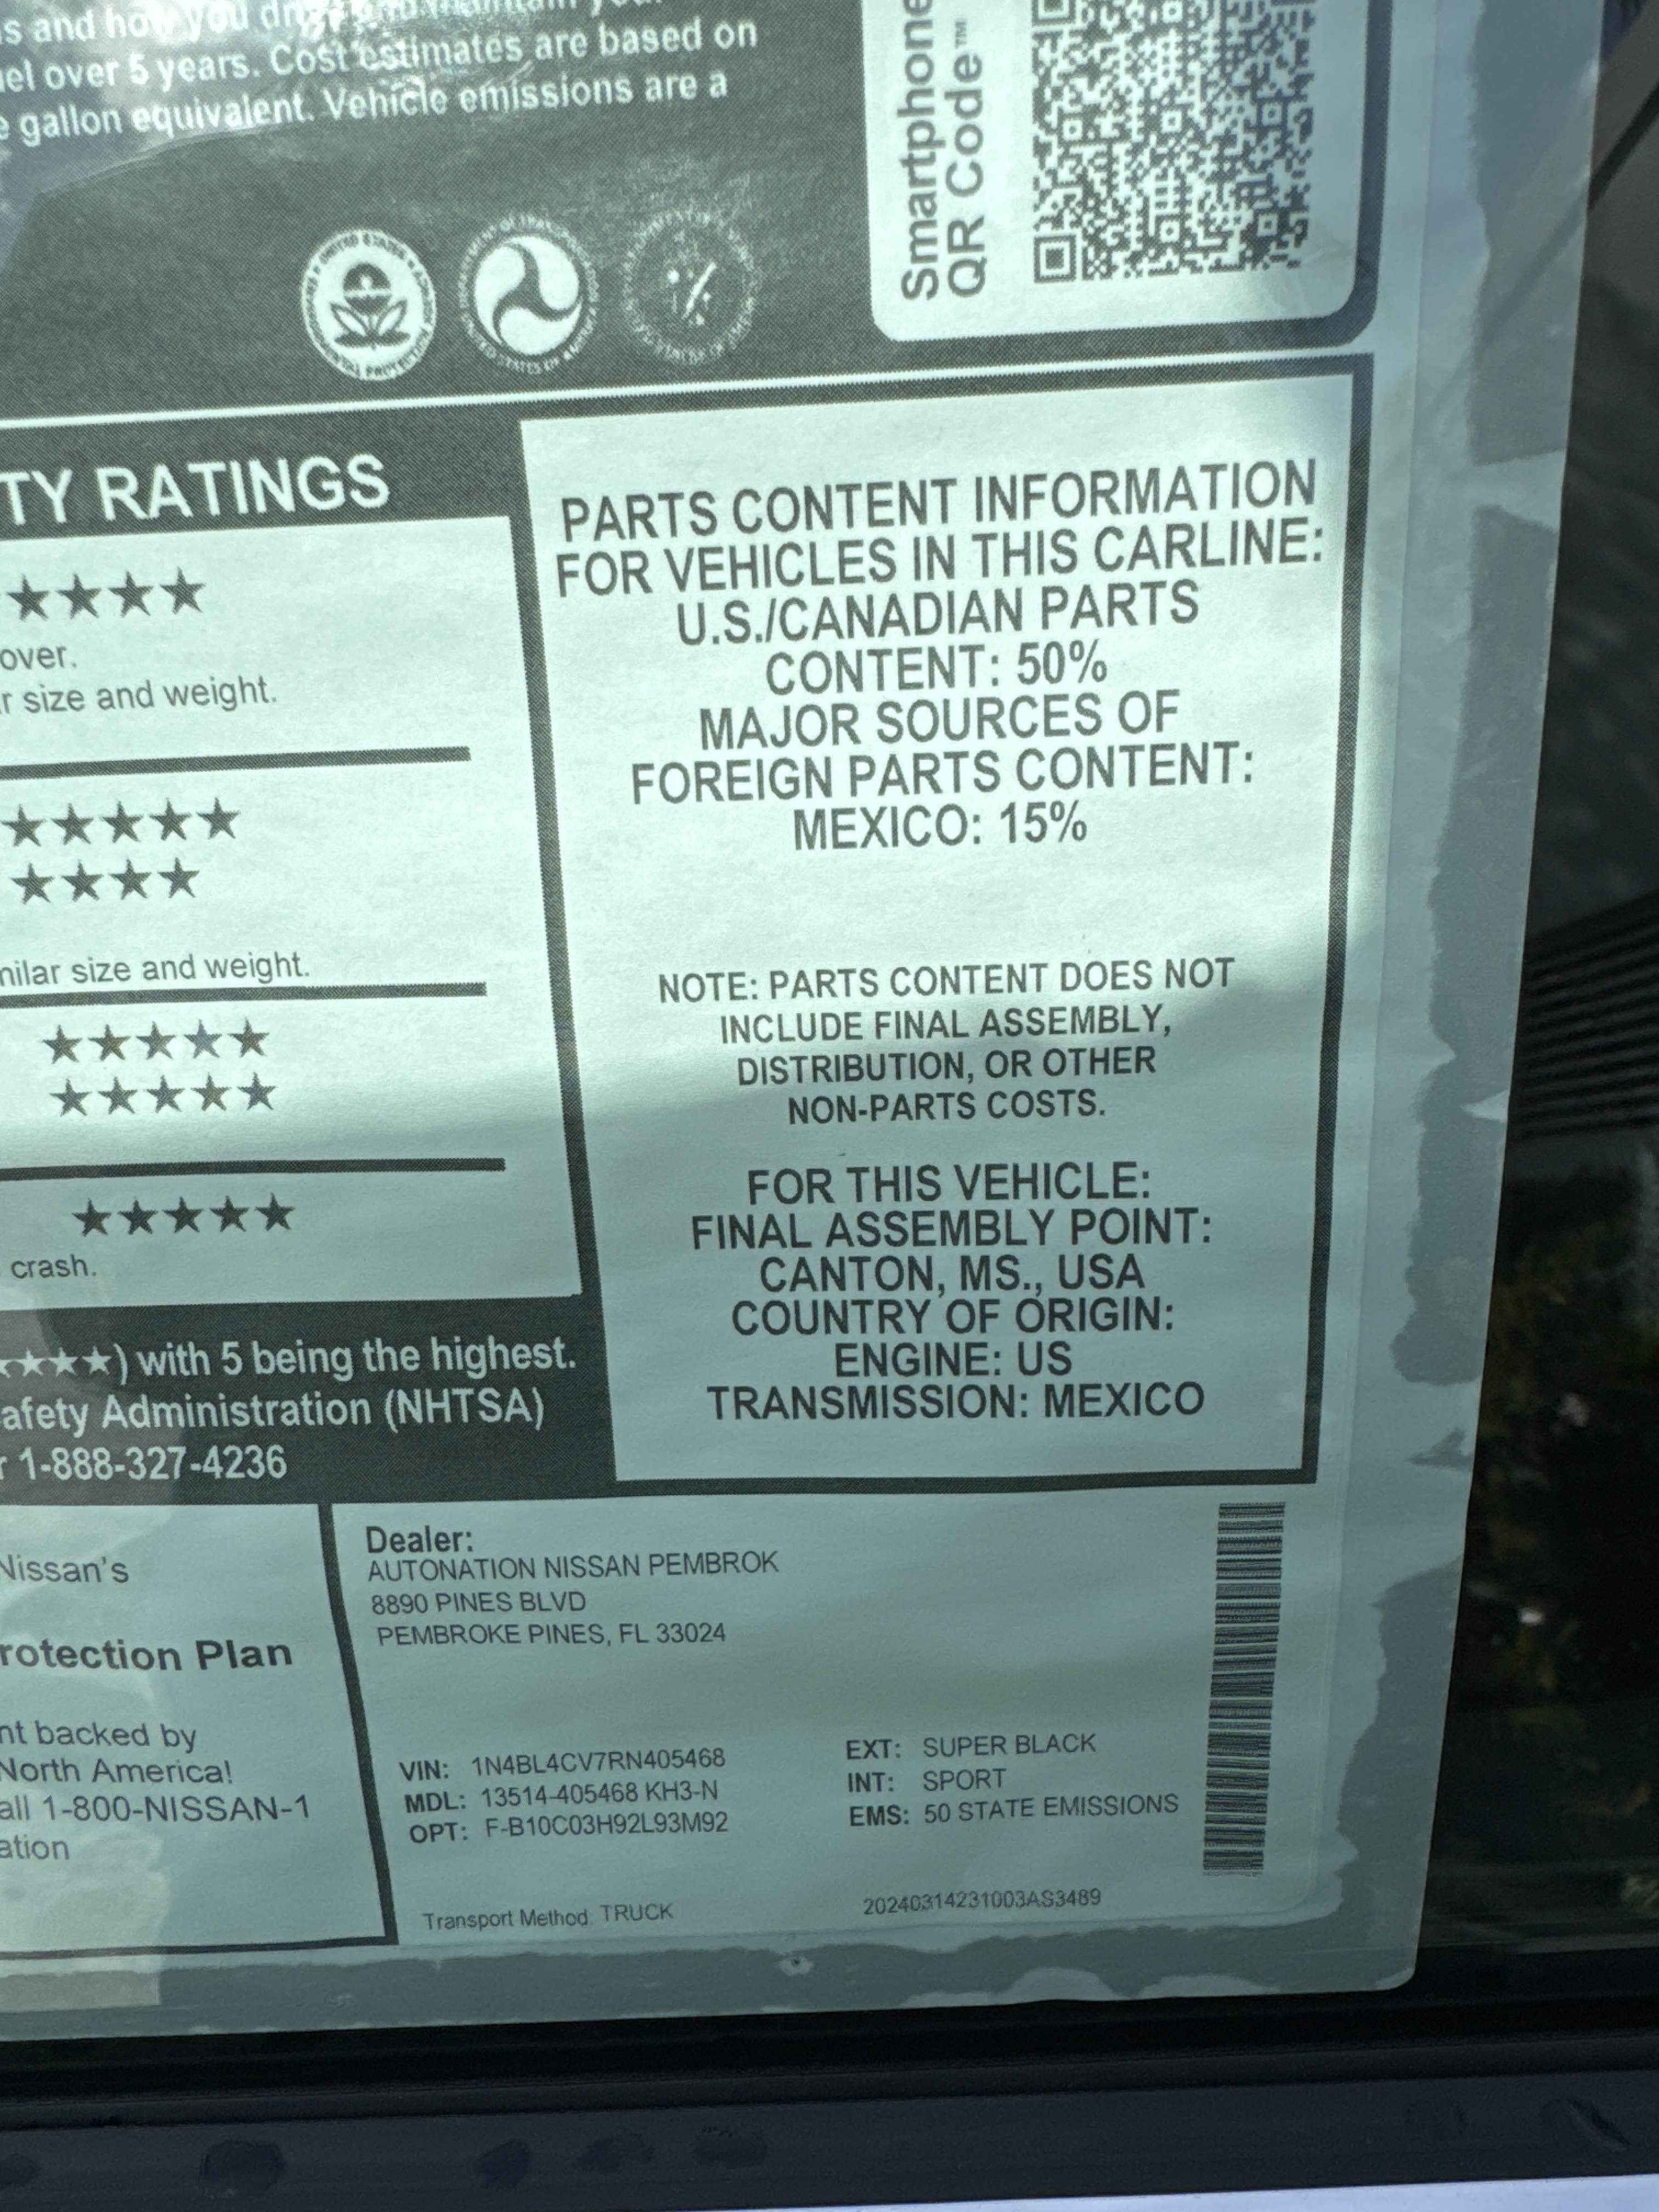 s and how you
uel over 5 years. Cost estimates are based on
e gallon equivalent. Vehicle emissions are a
Smartphone
QR Code™
TY RATINGS
★★★★
over.
r size and weight.
★★★★★
★★★★
milar size and weight.
★★★★★
★★★★★
★★★★★
crash.
★★★★) with 5 being the highest.
afety Administration (NHTSA)
r 1-888-327-4236
PARTS CONTENT INFORMATION
FOR VEHICLES IN THIS CARLINE:
U.S./CANADIAN PARTS
CONTENT: 50%
MAJOR SOURCES OF
FOREIGN PARTS CONTENT:
MEXICO: 15%
NOTE: PARTS CONTENT DOES NOT
INCLUDE FINAL ASSEMBLY,
DISTRIBUTION, OR OTHER
NON-PARTS COSTS.
FOR THIS VEHICLE:
FINAL ASSEMBLY POINT:
CANTON, MS., USA
COUNTRY OF ORIGIN:
ENGINE: US
TRANSMISSION: MEXICO
Nissan's
rotection Plan
nt backed by
North America!
all 1-800-NISSAN-1
ation
Dealer:
AUTONATION NISSAN PEMBROK
8890 PINES BLVD
PEMBROKE PINES, FL 33024
VIN: 1N4BL4CV7RN405468
MDL: 13514-405468 KH3-N
OPT: F-B10C03H92L93M92
EXT: SUPER BLACK
INT: SPORT
EMS: 50 STATE EMISSIONS
Transport Method: TRUCK
20240314231003AS3489